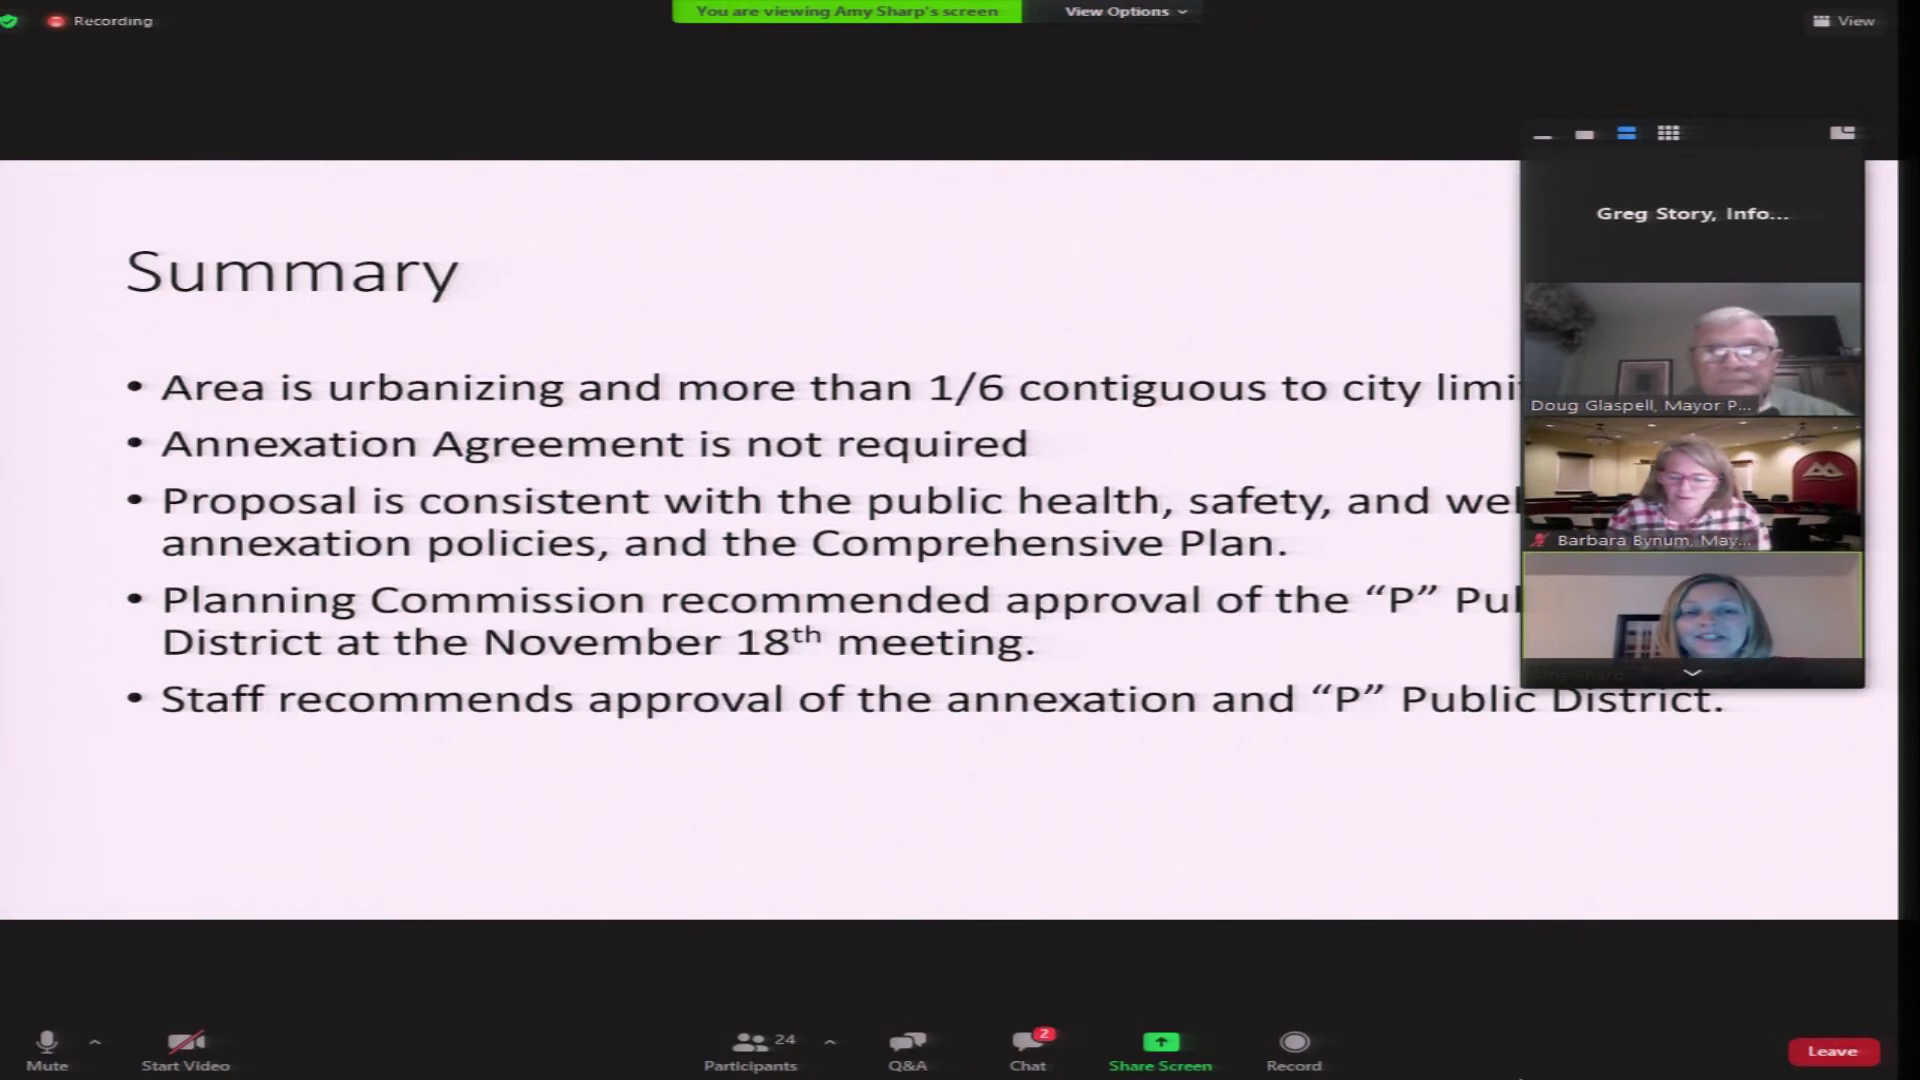 Recording
You are viewing Amy Sharp's screen
View Options
View
Greg Story, Info...
Summary
• Area is urbanizing and more than 1/6 contiguous to city limi
Doug Glaspell, Mayor P...
• Annexation Agreement is not required
• Proposal is consistent with the public health, safety, and wel
Barbara Bynum, May...
annexation policies, and the Comprehensive Plan.
• Planning Commission recommended approval of the “P” Pul
District at the November 18th meeting.
• Staff recommends approval of the annexation and “P” Public District.
Mute
Start Video
24
Participants
Q&A
2
Chat
Share Screen
Record
Leave